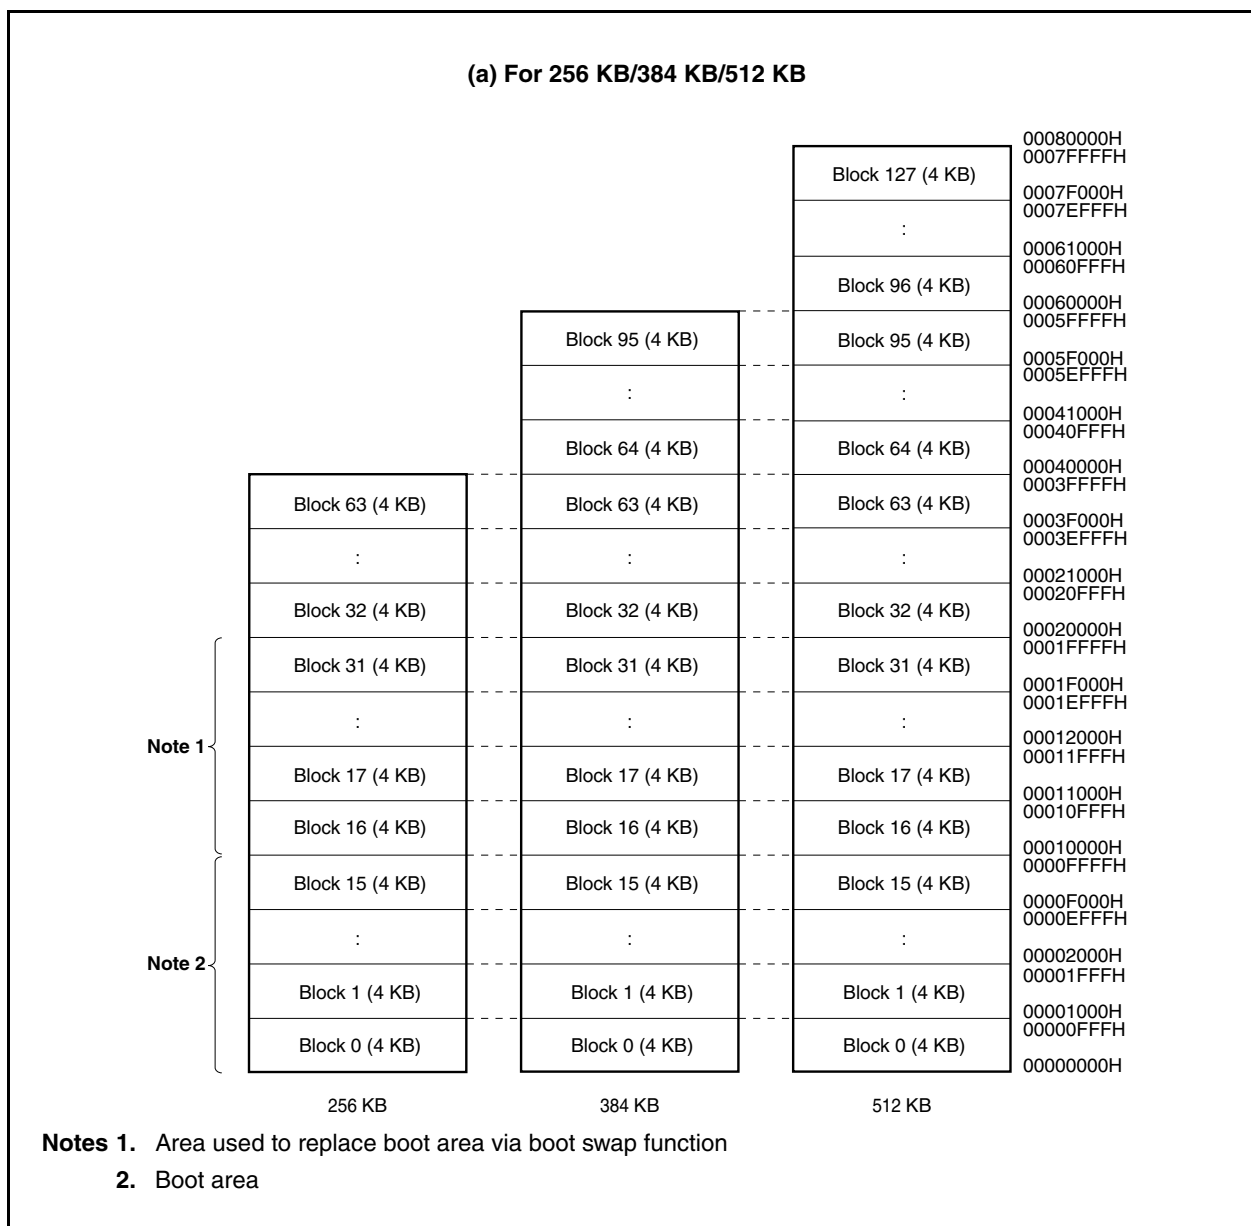 (a) For 256 KB/384 KB/512 KB
00080000H
0007FFFFH
Block 127 (4 KB)
0007F000H
0007EFFFH
:
00061000H
00060FFFH
Block 96 (4 KB)
00060000H
0005FFFFH
Block 95 (4 KB) Block 95 (4 KB)
0005F000H
0005EFFFH
: :
00041000H
00040FFFH
Block 64 (4 KB) Block 64 (4 KB)
00040000H
0003FFFFH
Block 63 (4 KB) Block 63 (4 KB) Block 63 (4 KB)
0003F000H
0003EFFFH
: : :
00021000H
00020FFFH
Block 32 (4 KB) Block 32 (4 KB) Block 32 (4 KB)
00020000H
0001FFFFH
Block 31 (4 KB) Block 31 (4 KB) Block 31 (4 KB)
0001F000H
0001EFFFH
: : :
Note 1
00012000H
00011FFFH
Block 17 (4 KB) Block 17 (4 KB) Block 17 (4 KB)
00011000H
00010FFFH
Block 16 (4 KB) Block 16 (4 KB) Block 16 (4 KB)
00010000H
0000FFFFH
Block 15 (4 KB) Block 15 (4 KB) Block 15 (4 KB)
0000F000H
0000EFFFH
: : :
Note 2
00002000H
00001FFFH
Block 1 (4 KB) Block 1 (4 KB) Block 1 (4 KB)
00001000H
00000FFFH
Block 0 (4 KB) Block 0 (4 KB) Block 0 (4 KB)
00000000H
256 KB 384 KB 512 KB
Notes 1. Area used to replace boot area via boot swap function
2. Boot area